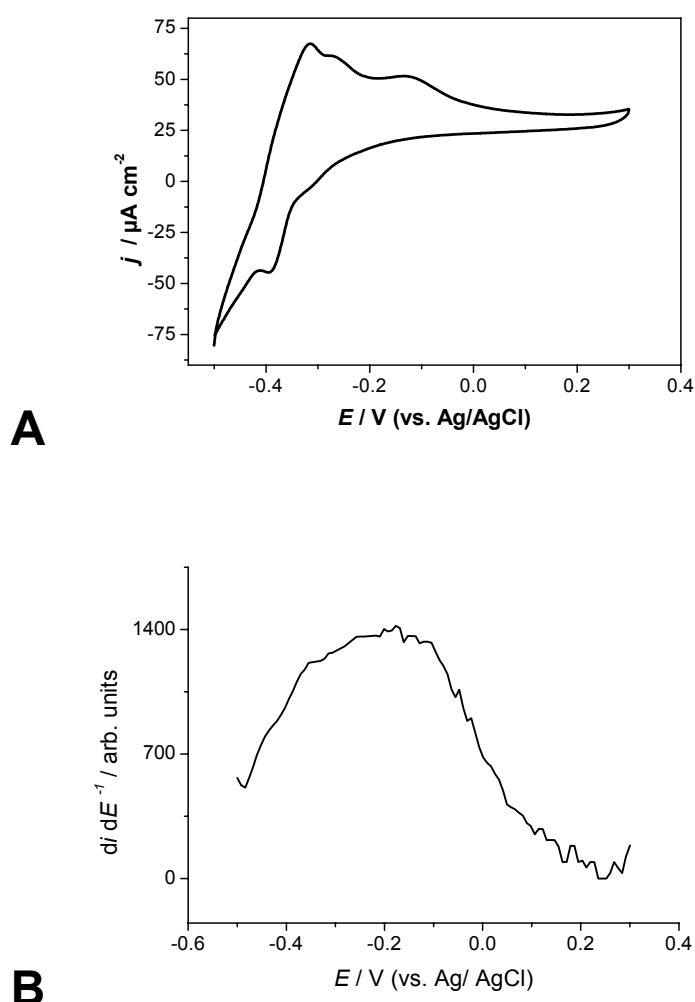 75
50
25
0
-25
-50
-75
j / µA cm-2
-0.4 -0.2 0.0 0.2 0.4
E / V (vs. Ag/AgCl)
A
1400
700
0
di dE -1 / arb. units
-0.6 -0.4 -0.2 0.0 0.2 0.4
E / V (vs. Ag/ AgCl)
B